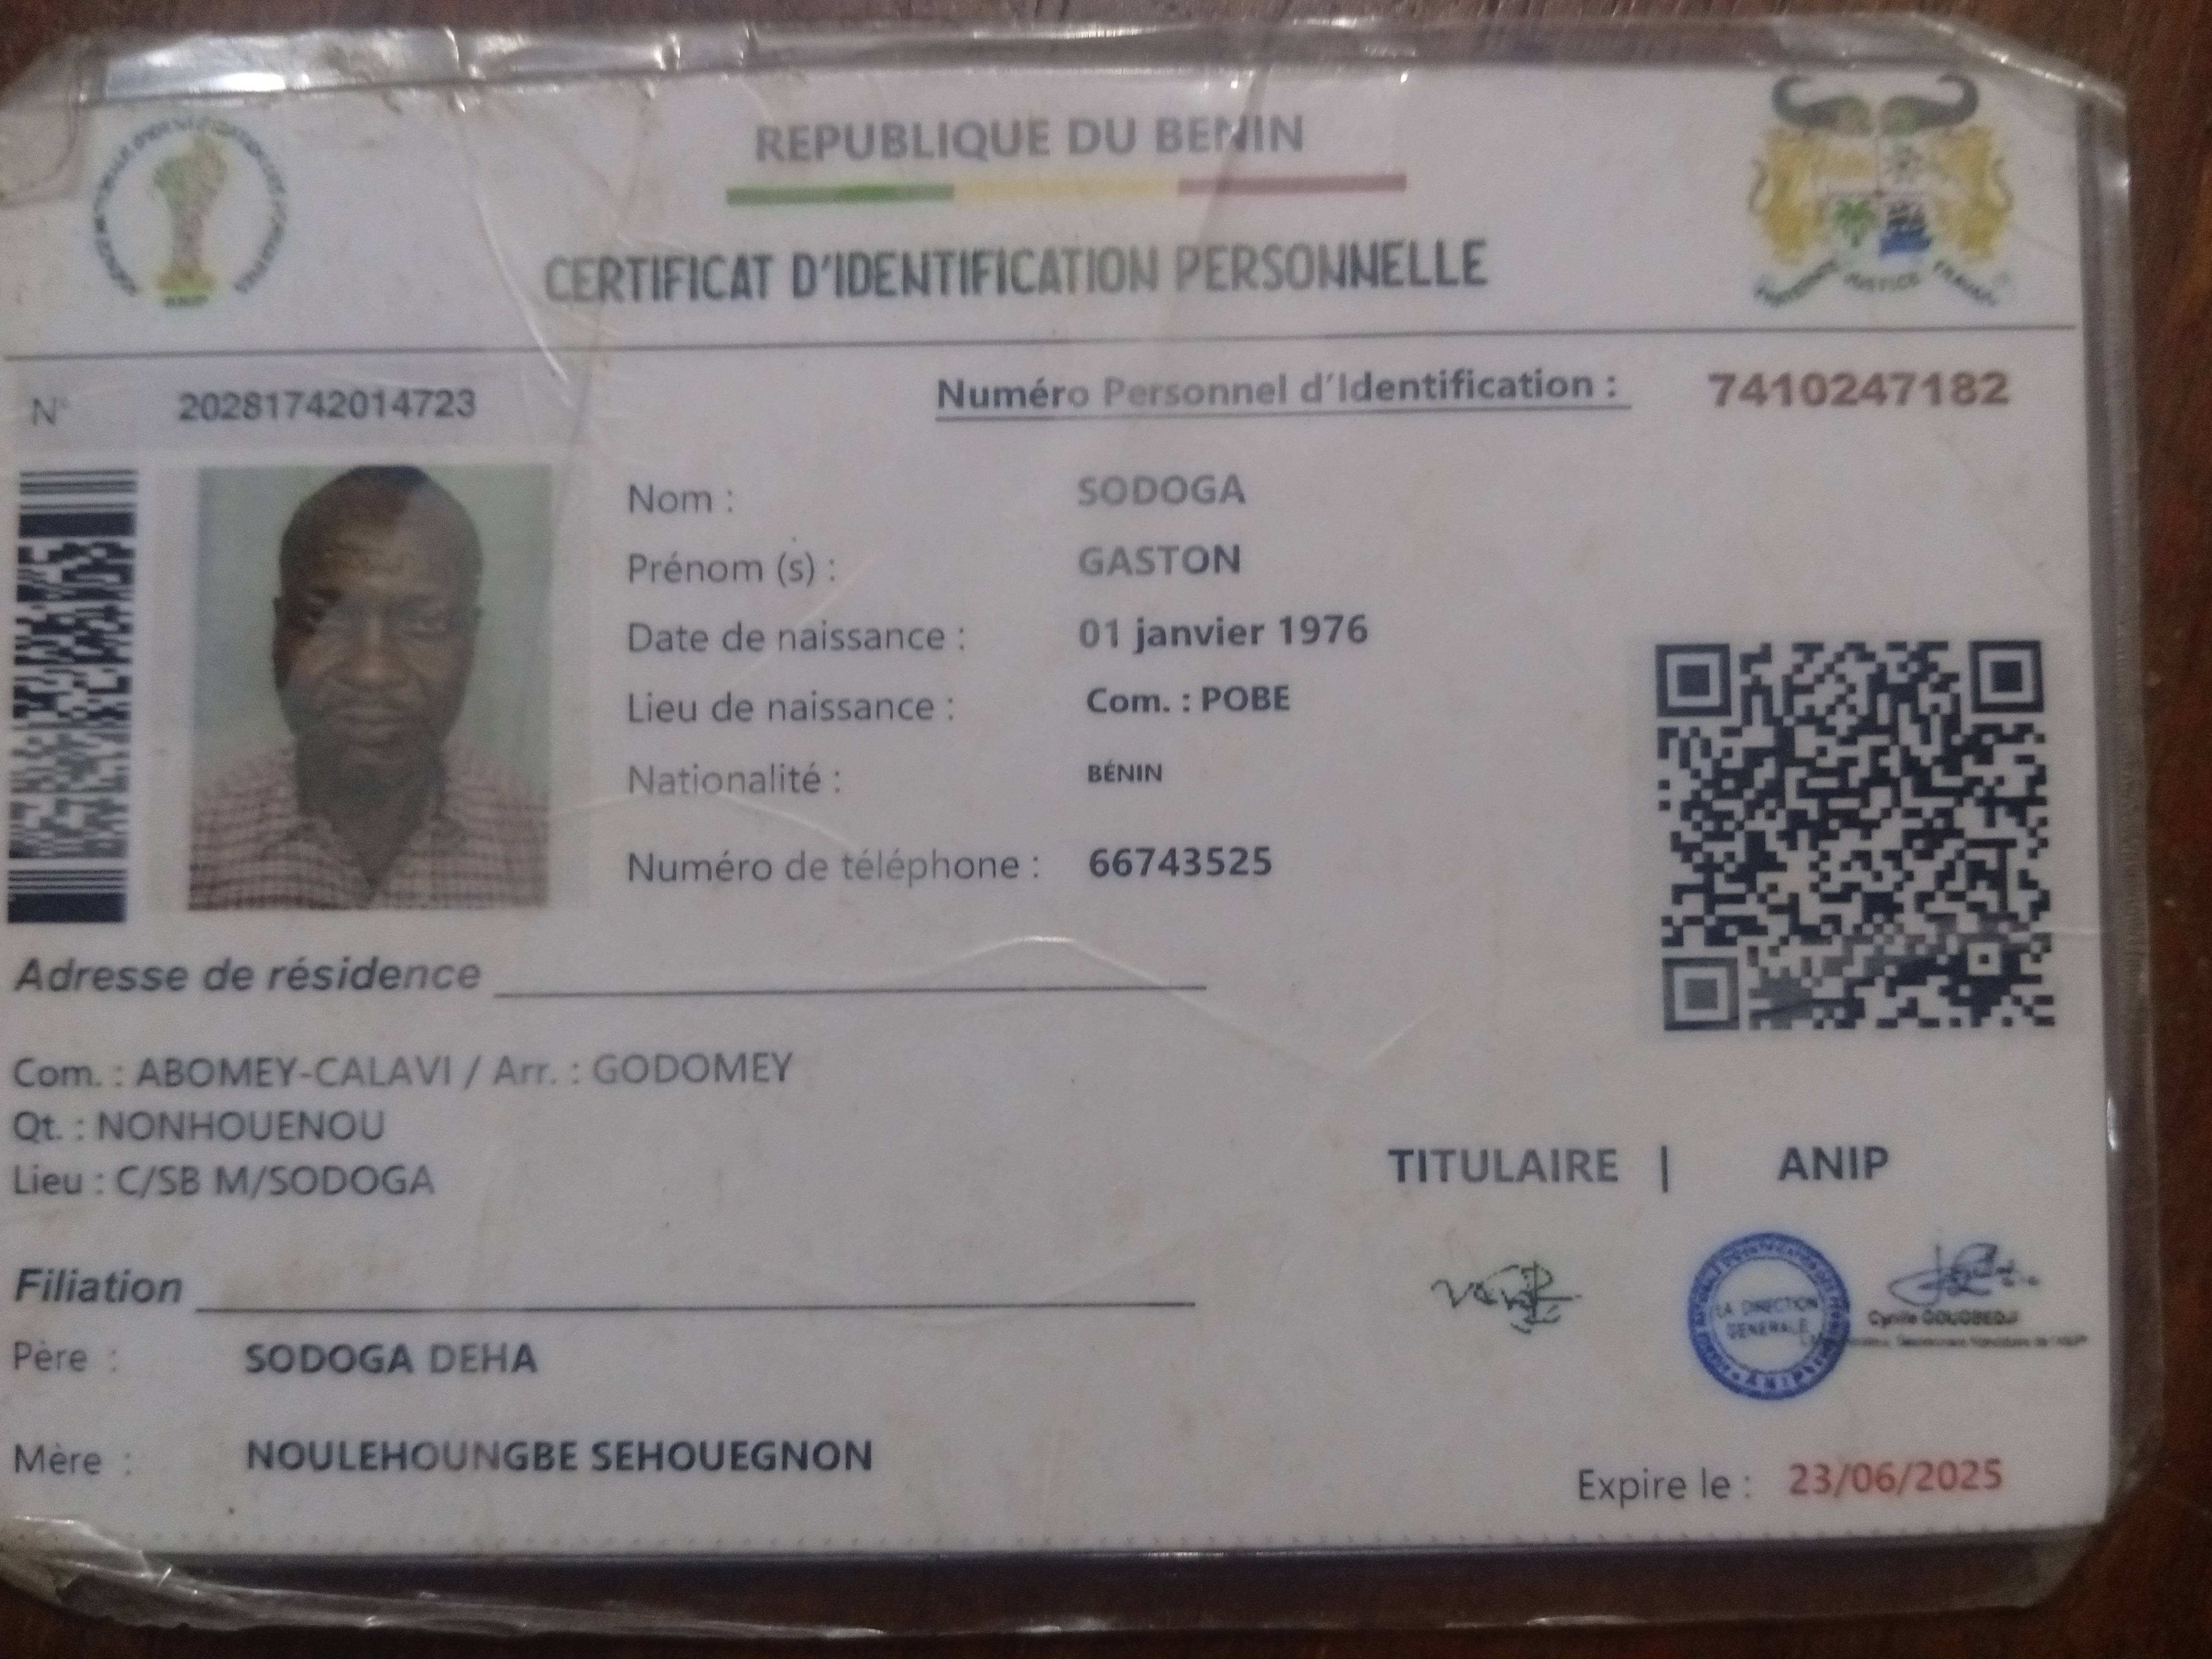 REPUBLIQUE DU BENIN
CERTIFICAT D'IDENTIFICATION PERSONNELLE
N° 20281742014723
Numéro Personnel d'Identification : 7410247182
Nom : SODOGA
Prénom (s) : GASTON
Date de naissance : 01 janvier 1976
Lieu de naissance : Com. : POBE
Nationalité : BÉNIN
Numéro de téléphone : 66743525
Adresse de résidence
Com. : ABOMEY-CALAVI / Arr. : GODOMEY
Qt. : NONHOUENOU
Lieu : C/SB M/SODOGA
TITULAIRE | ANIP
LA DIRECTION
GENERALE
Filiation
Père : SODOGA DEHA
Mère : NOULEHOUNGBE SEHOUEGNON
Expire le : 23/06/2025